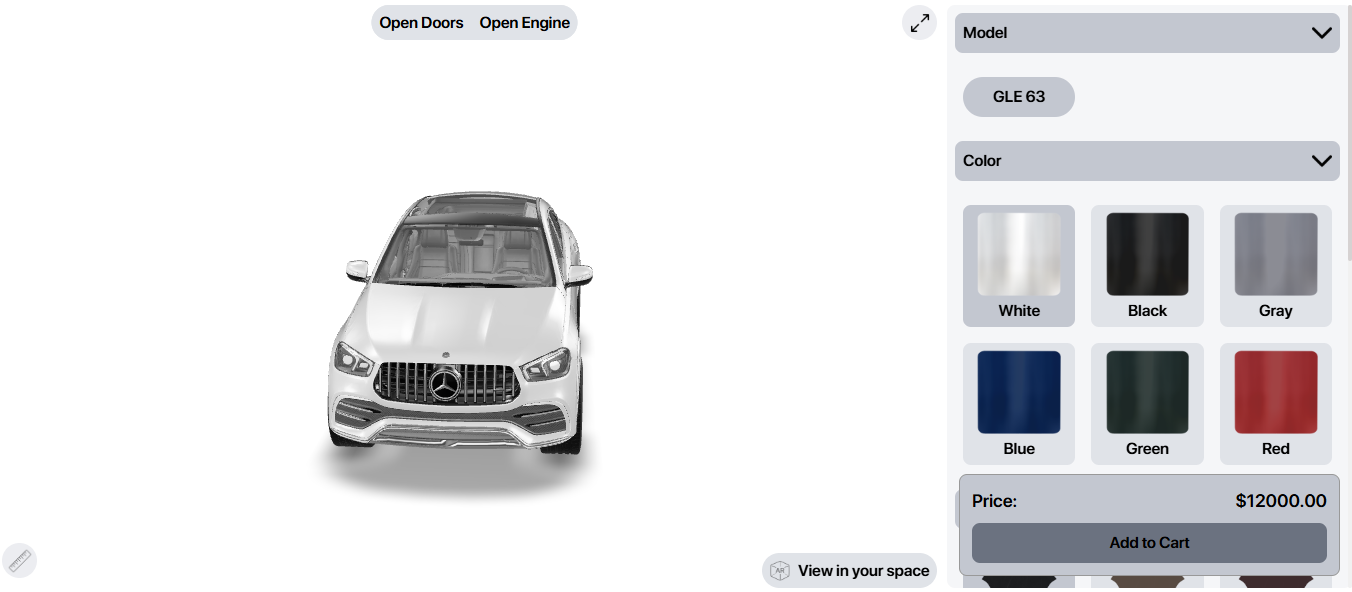 Open Doors Open Engine
Model
GLE 63
Color
White Black Gray
Blue Green Red
Price: $12000.00
Add to Cart
AR View in your space